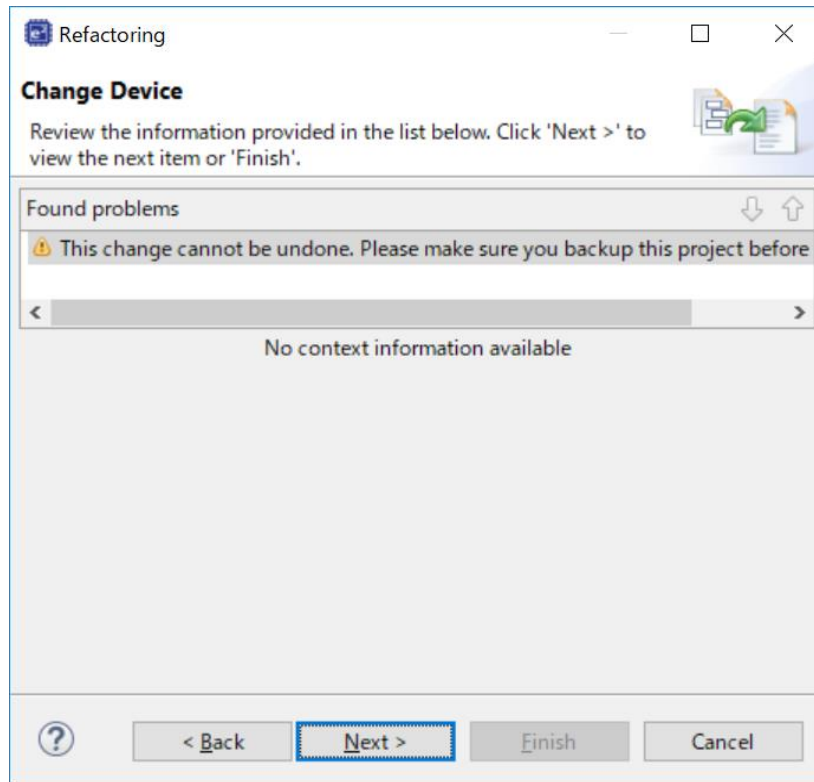 Refactoring
Change Device
Review the information provided in the list below. Click 'Next >' to
view the next item or 'Finish'.
Found problems
This change cannot be undone. Please make sure you backup this project before
No context information available
< Back
Next >
Finish
Cancel